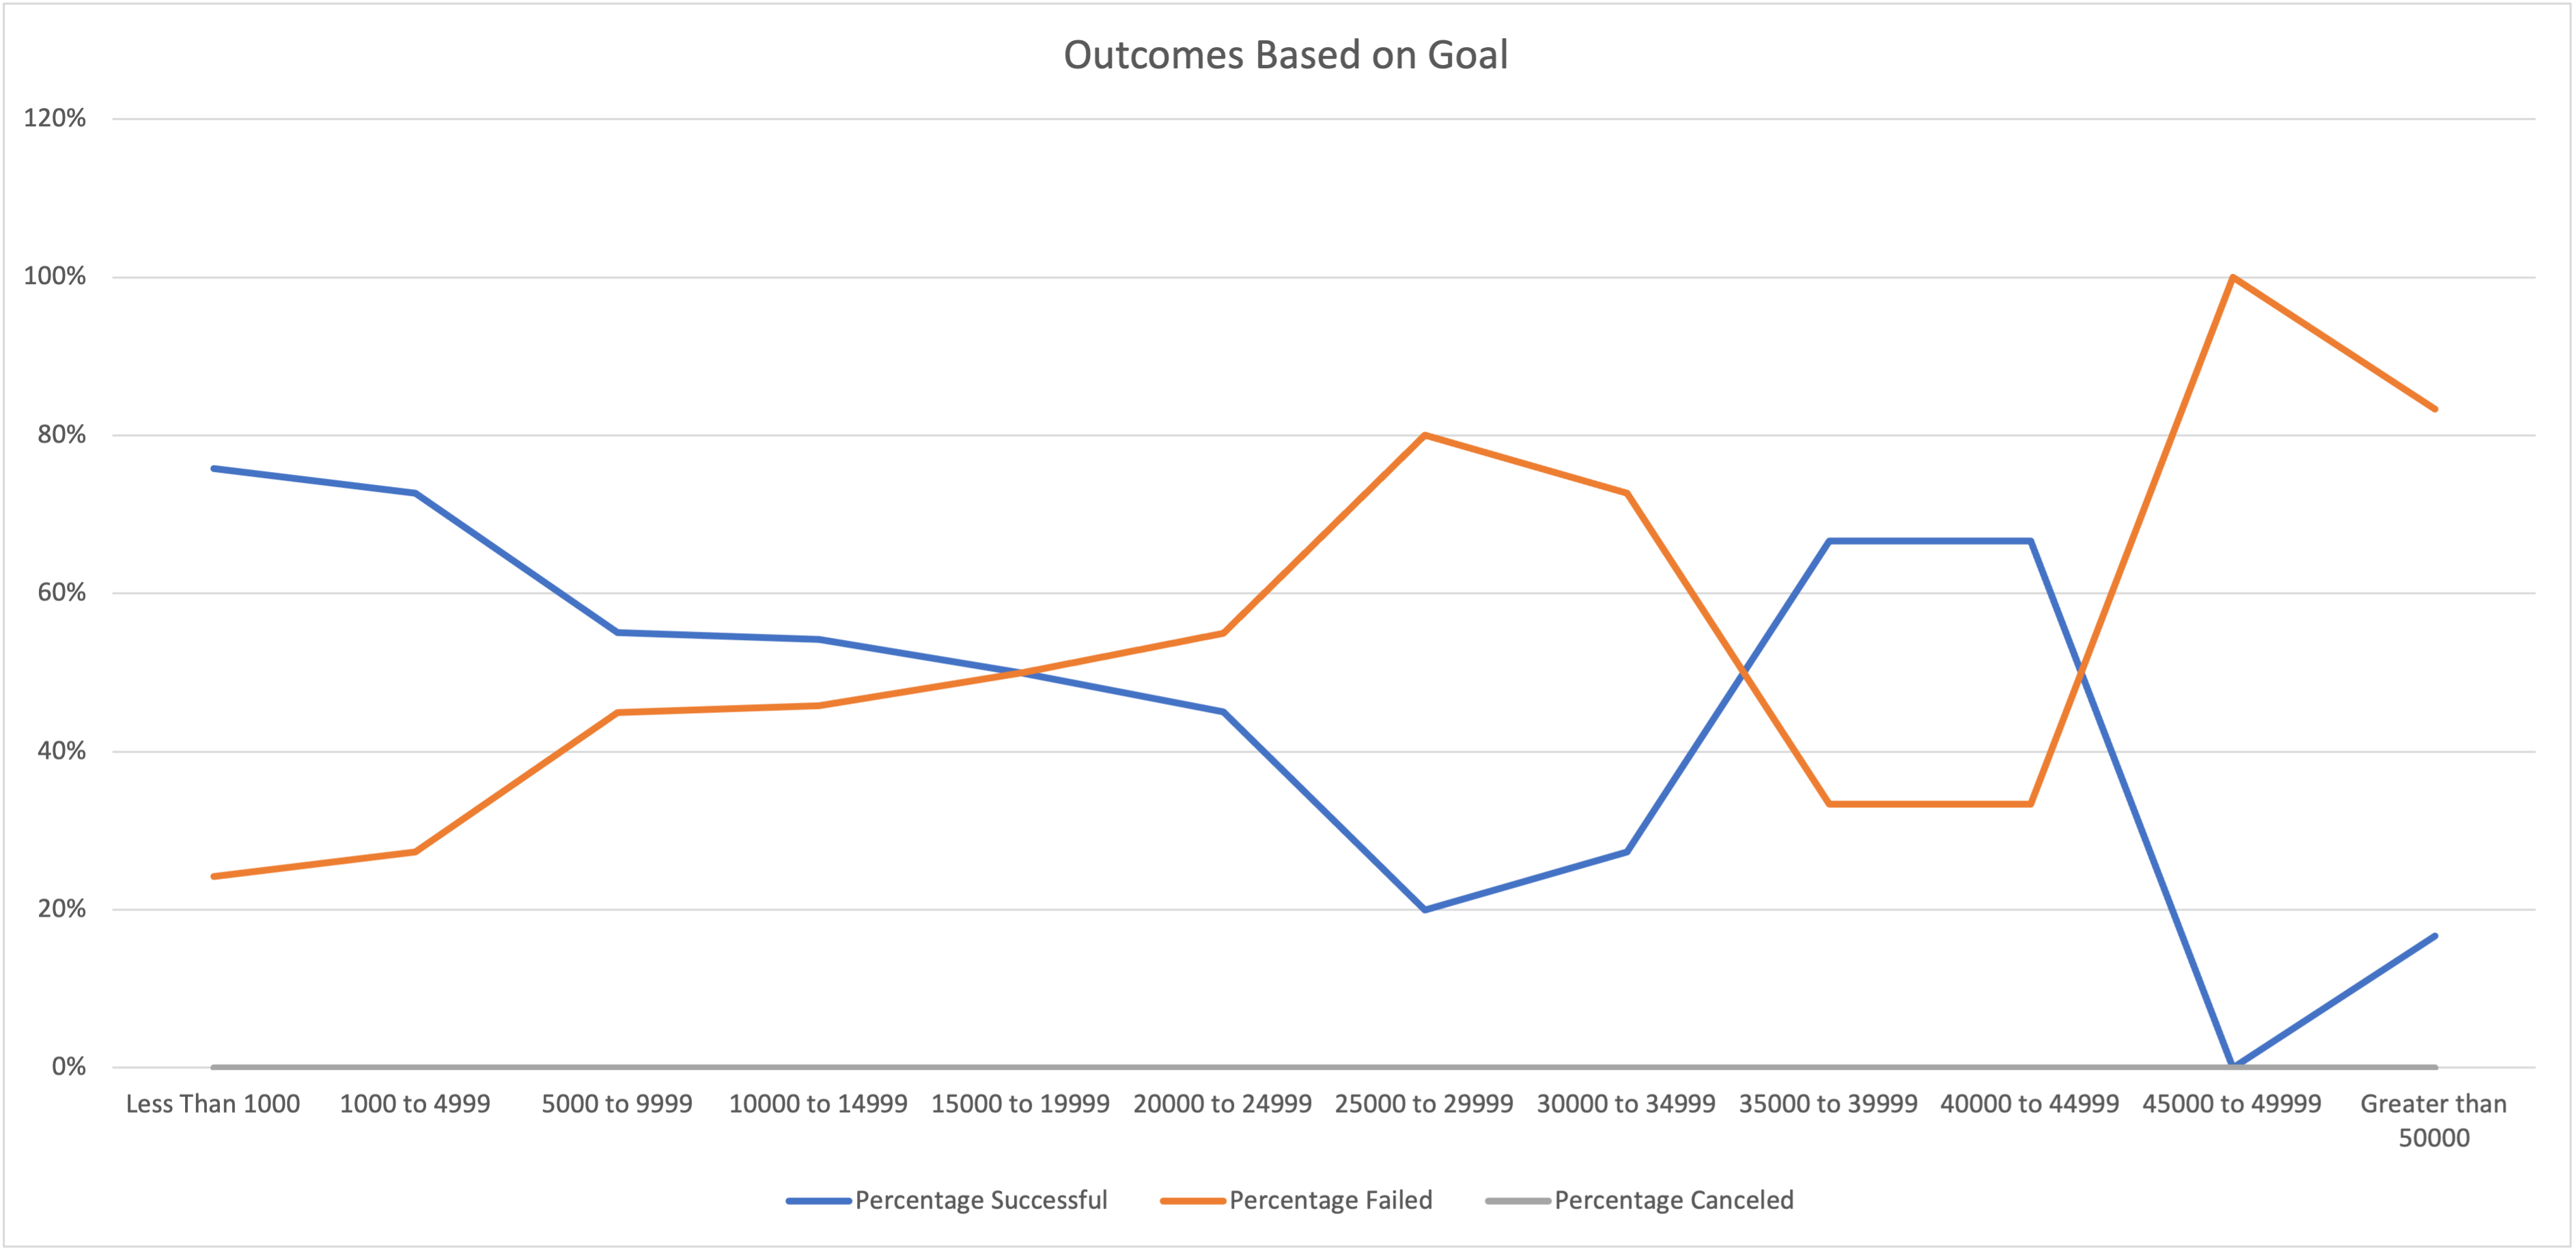 Outcomes Based on Goal
120%
100%
80%
60%
40%
20%
0%
Less Than 1000
1000 to 4999
5000 to 9999
10000 to 14999
15000 to 19999
20000 to 24999
25000 to 29999
30000 to 34999
35000 to 39999
40000 to 44999
45000 to 49999
Greater than
50000
Percentage Successful
Percentage Failed
Percentage Canceled